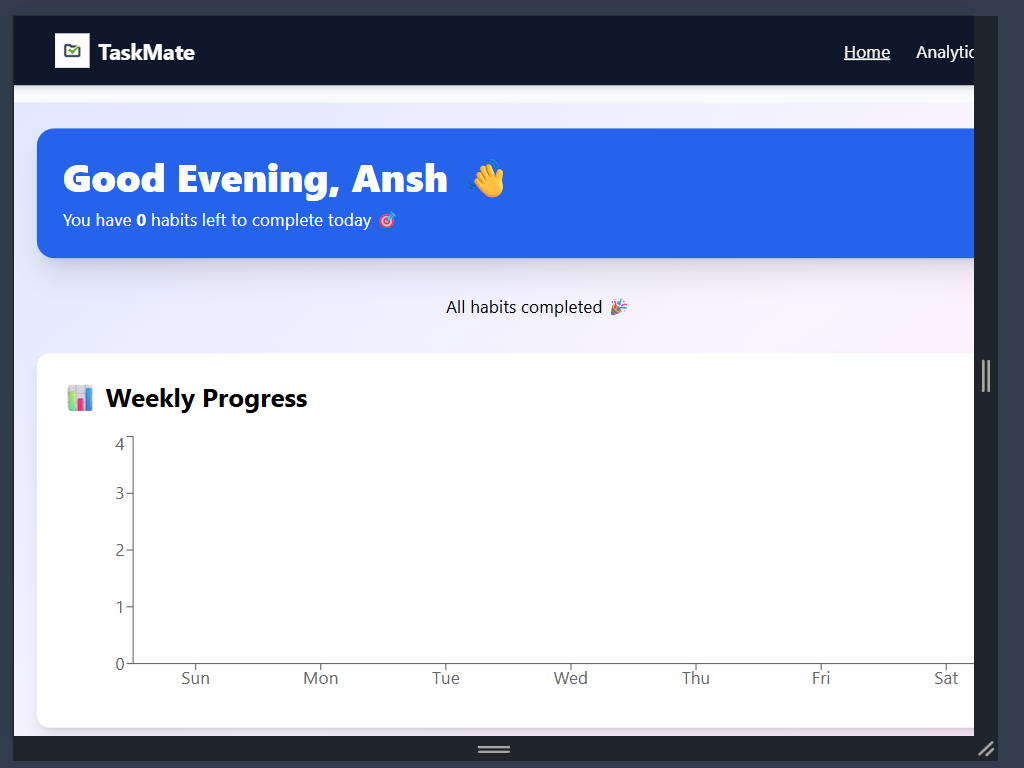 TaskMate
Home Analytic
Good Evening, Ansh 👋
You have 0 habits left to complete today 🎯
All habits completed 🎉
📊 Weekly Progress
4
3
2
1
0
Sun Mon Tue Wed Thu Fri Sat